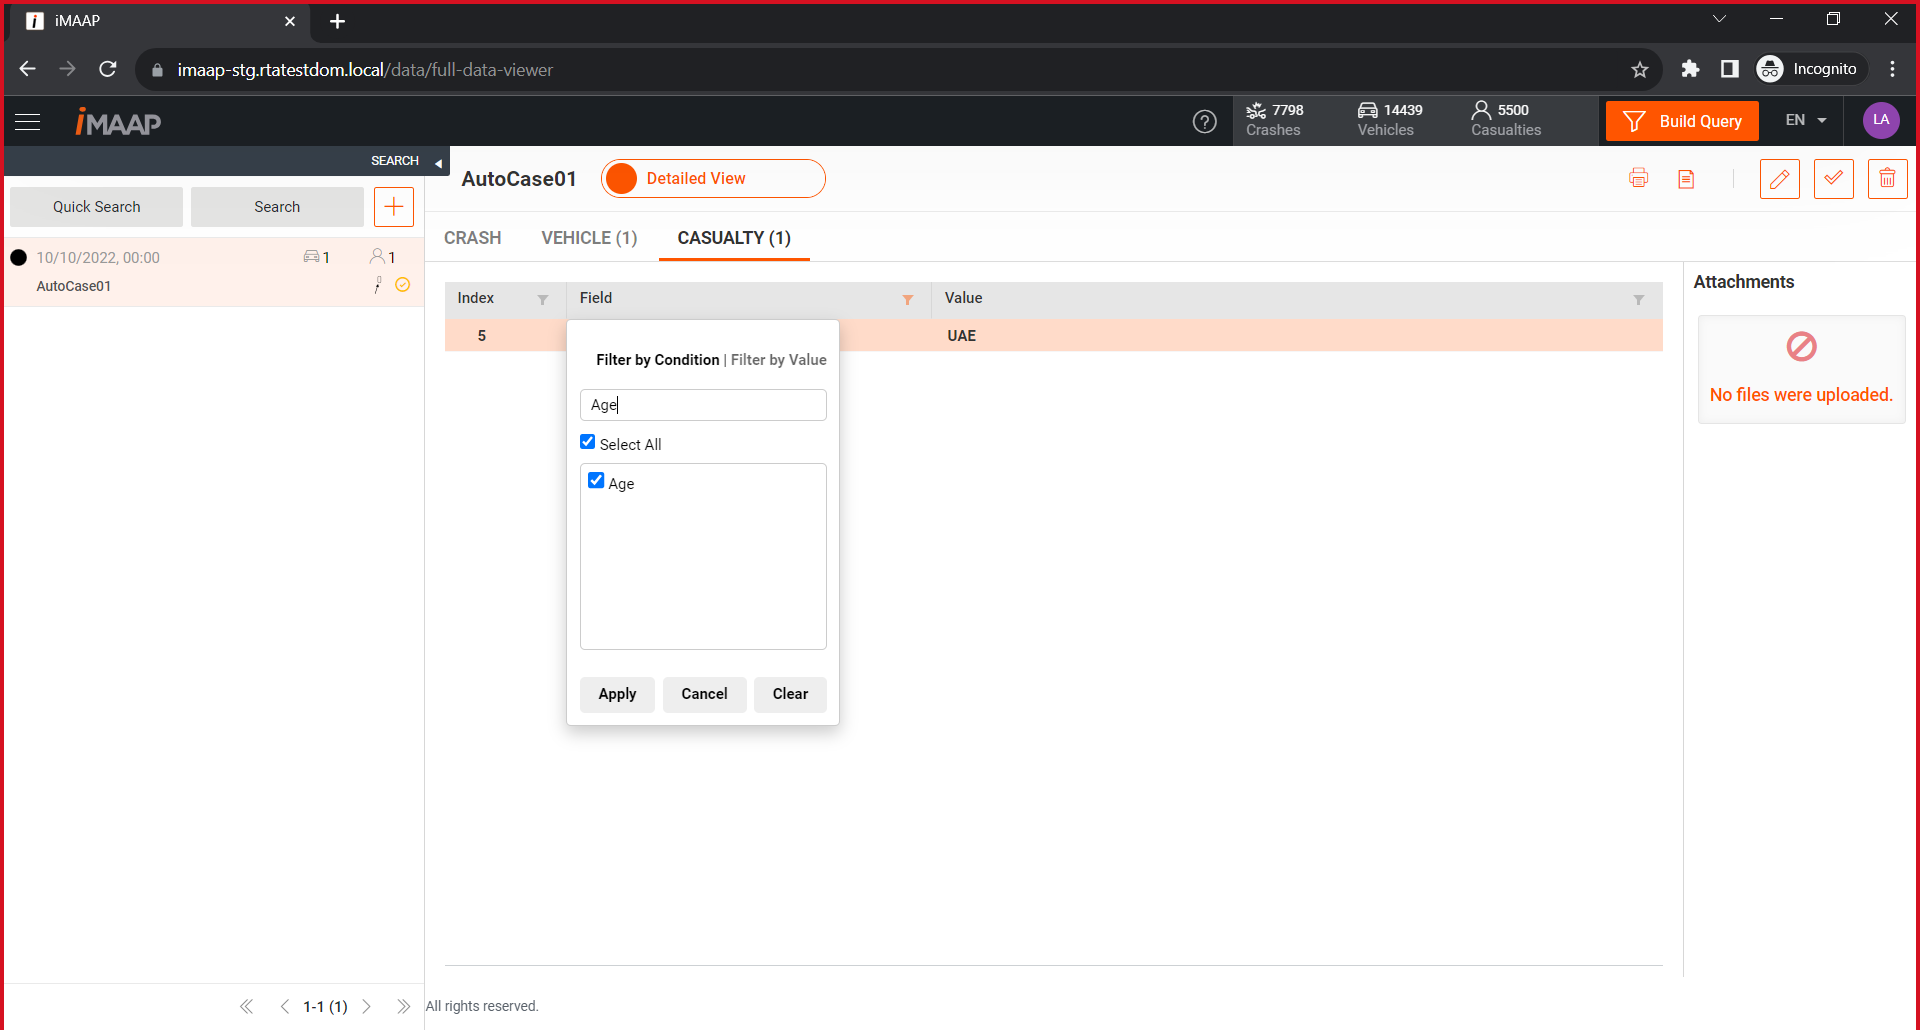 iMAAP
imaap-stg.rtatestdom.local/data/full-data-viewer
Incognito
iMAAP
7798
Crashes
14439
Vehicles
5500
Casualties
Build Query
EN
LA
SEARCH
AutoCase01
Detailed View
Quick Search
Search
CRASH
VEHICLE (1)
CASUALTY (1)
10/10/2022, 00:00
1
1
AutoCase01
Attachments
Index
Field
Value
5
UAE
Filter by Condition | Filter by Value
Age
Select All
Age
Apply
Cancel
Clear
No files were uploaded.
1-1 (1)
All rights reserved.